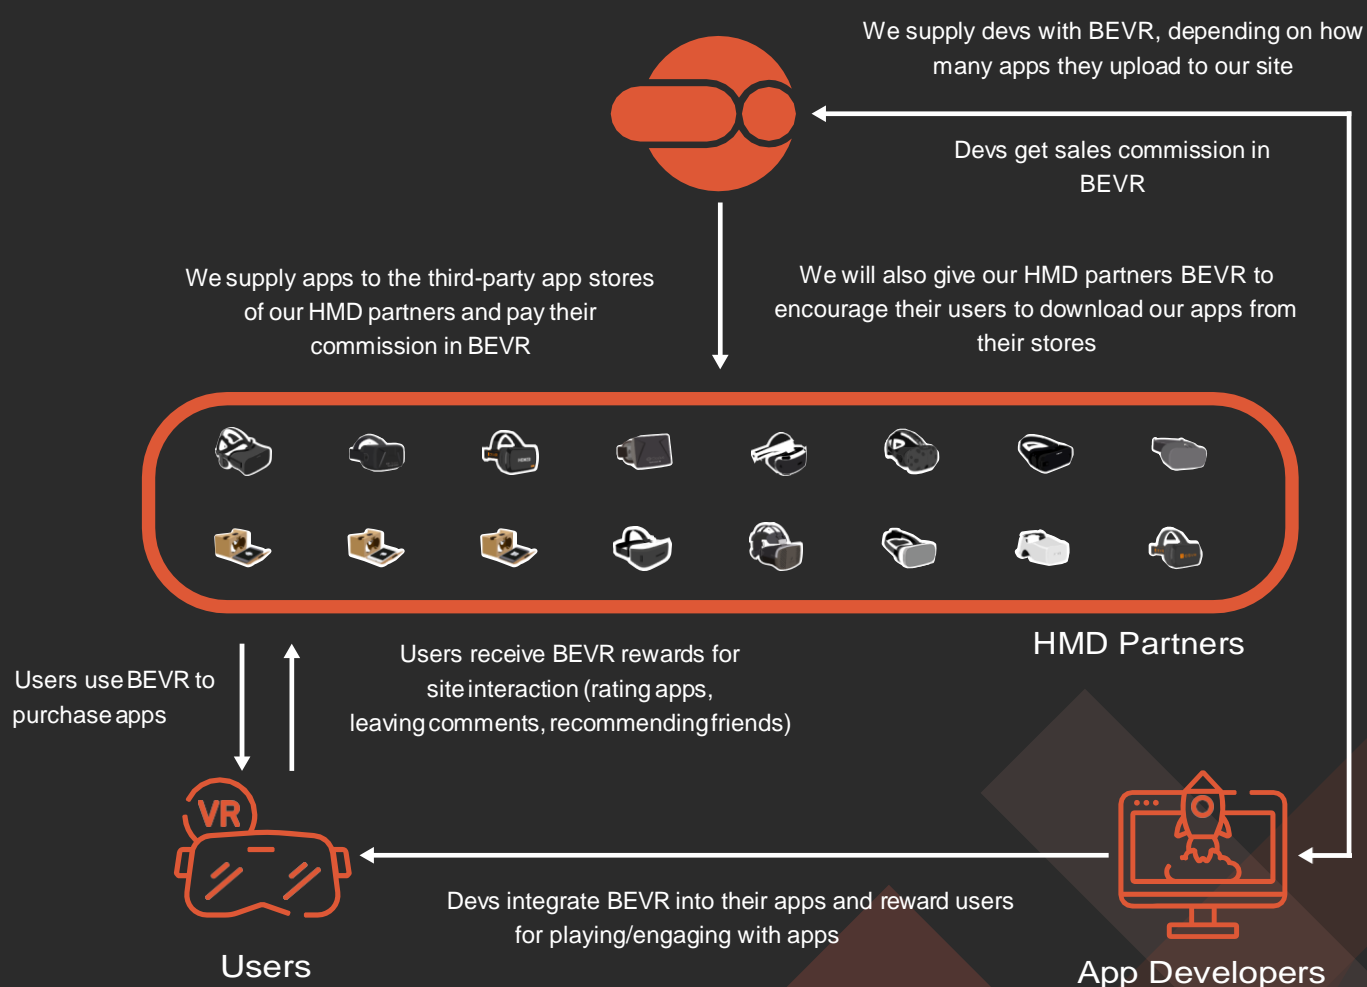 We supply devs with BEVR, depending on how
many apps they upload to our site
Devs get sales commission in
BEVR
We supply apps to the third-party app stores
of our HMD partners and pay their
commission in BEVR
We will also give our HMD partners BEVR to
encourage their users to download our apps from
their stores
HMD Partners
Users use BEVR to
purchase apps
Users receive BEVR rewards for
site interaction (rating apps,
leaving comments, recommending friends)
VR
Devs integrate BEVR into their apps and reward users
for playing/engaging with apps
Users
App Developers